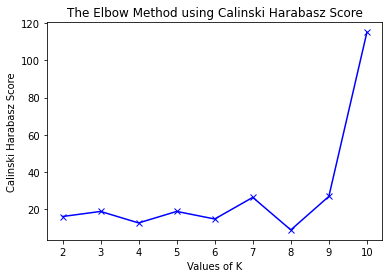 The Elbow Method using Calinski Harabasz Score
120
100
80
60
40
20
Calinski Harabasz Score
2 3 4 5 6 7 8 9 10
Values of K